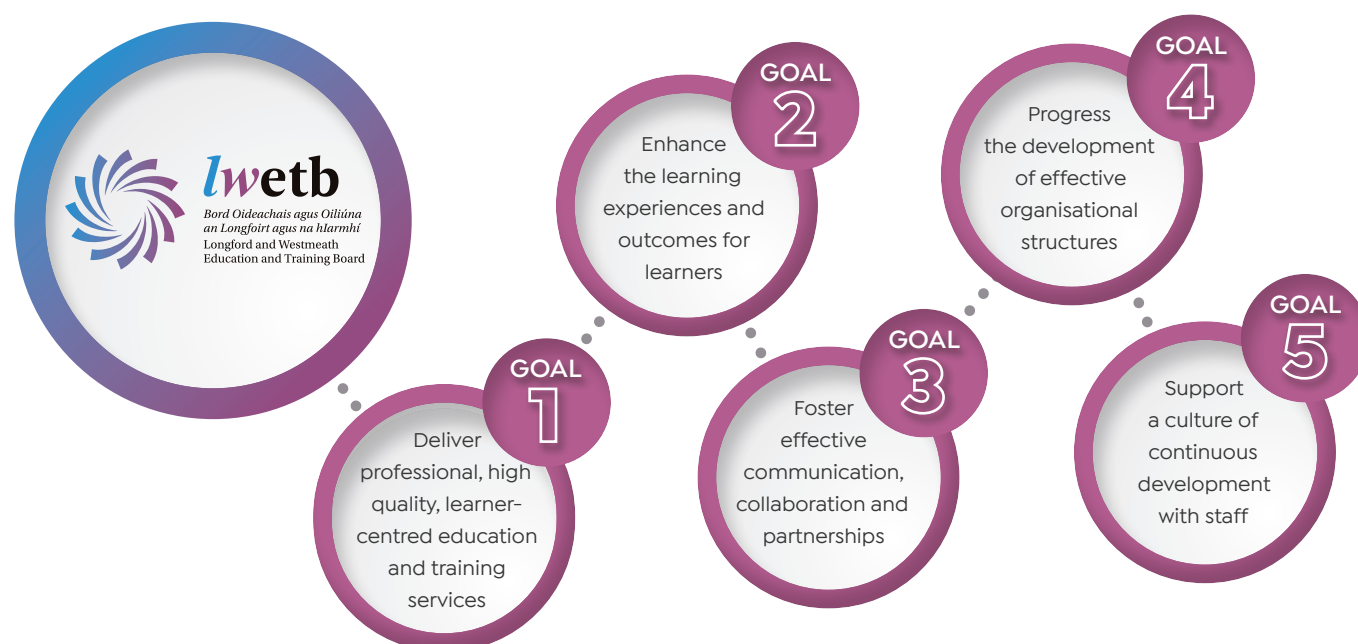 lwetb
Bord Oideachais agus Oiliúna
an Longfoirt agus na hIarmhí
Longford and Westmeath
Education and Training Board
GOAL
1
Deliver
professional, high
quality, learner-
centred education
and training
services
GOAL
2
Enhance
the learning
experiences and
outcomes for
learners
GOAL
3
Foster
effective
communication,
collaboration and
partnerships
GOAL
4
Progress
the development
of effective
organisational
structures
GOAL
5
Support
a culture of
continuous
development
with staff